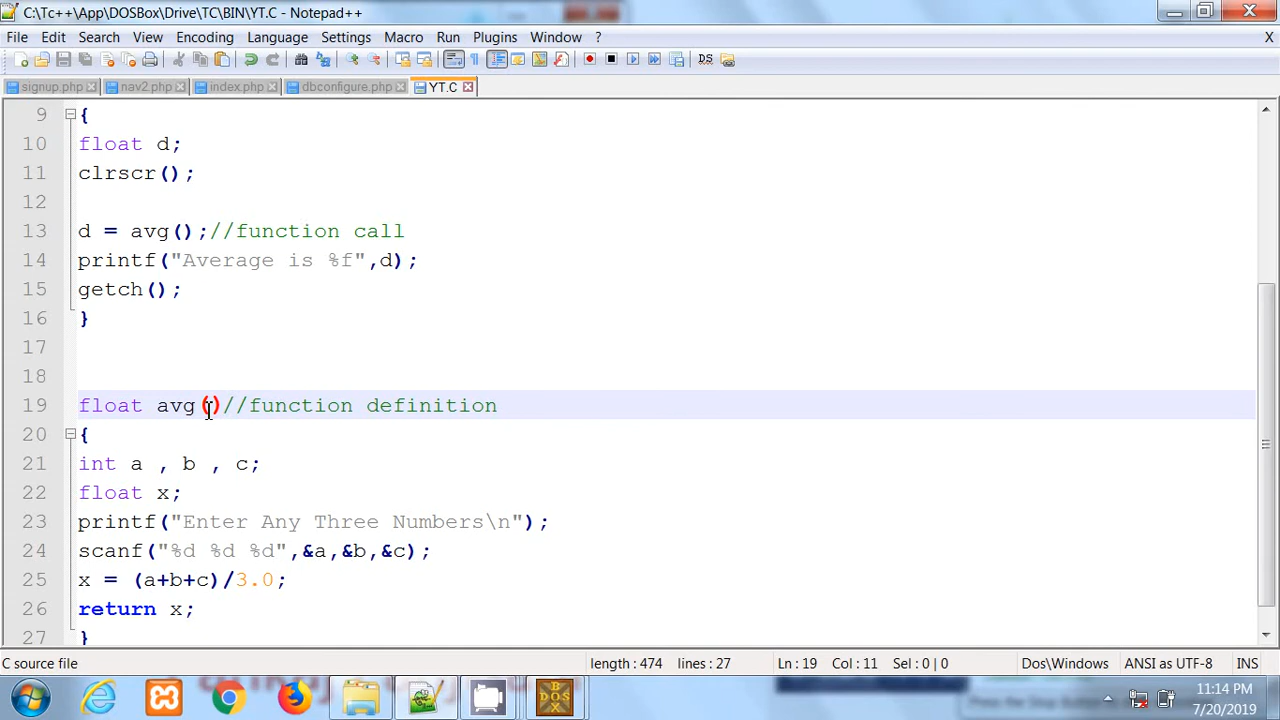 C:\Tc++\App\DOSBox\Drive\TC\BIN\YT.C - Notepad++
File Edit Search View Encoding Language Settings Macro Run Plugins Window ? X
signup.php nav2.php index.php dbconfigure.php YT.C
9 {
10 float d;
11 clrscr();
12
13 d = avg();//function call
14 printf("Average is %f",d);
15 getch();
16 }
17
18
19 float avg()//function definition
20 {
21 int a , b , c;
22 float x;
23 printf("Enter Any Three Numbers\n");
24 scanf("%d %d %d",&a,&b,&c);
25 x = (a+b+c)/3.0;
26 return x;
27 }
C source file length : 474 lines : 27 Ln : 19 Col : 11 Sel : 0 | 0 Dos\Windows ANSI as UTF-8 INS
11:14 PM
7/20/2019